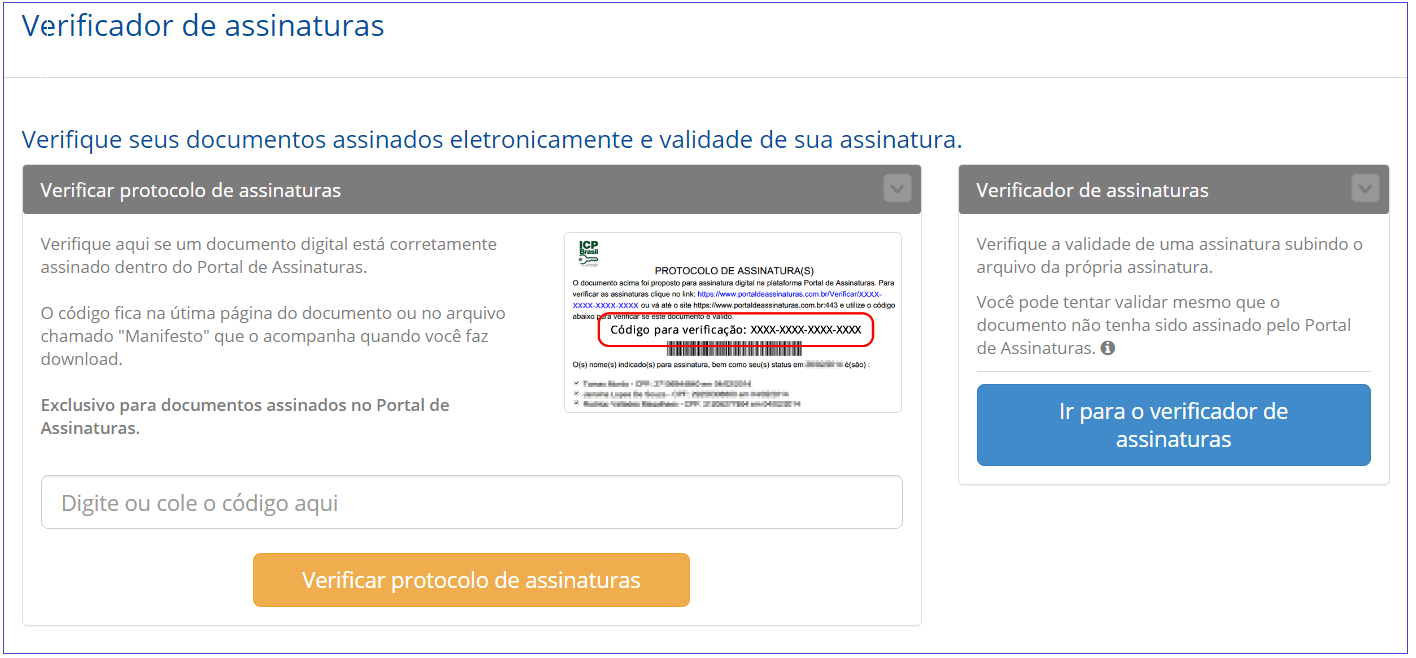 Verificador de assinaturas
Verifique seus documentos assinados eletronicamente e validade de sua assinatura.
Verificar protocolo de assinaturas
Verifique aqui se um documento digital está corretamente
assinado dentro do Portal de Assinaturas.
O código fica na útima página do documento ou no arquivo
chamado "Manifesto" que o acompanha quando você faz
download.
Exclusivo para documentos assinados no Portal de
Assinaturas.
ICP
Brasil
PROTOCOLO DE ASSINATURA(S)
O documento acima foi proposto para assinatura digital na plataforma Portal de Assinaturas. Para
verificar as assinaturas clique no link: https://www.portaldeassinaturas.com.br/Verificar/XXXX-
XXXX-XXXX-XXXX ou vá até o site https://www.portaldeassinaturas.com.br:443 e utilize o código
abaixo para verificar se este documento é válido.
Código para verificação: XXXX-XXXX-XXXX-XXXX
O(s) nome(s) indicado(s) para assinatura, bem como seu(s) status em é(são) :
Digite ou cole o código aqui
Verificar protocolo de assinaturas
Verificador de assinaturas
Verifique a validade de uma assinatura subindo o
arquivo da própria assinatura.
Você pode tentar validar mesmo que o
documento não tenha sido assinado pelo Portal
de Assinaturas.
Ir para o verificador de
assinaturas